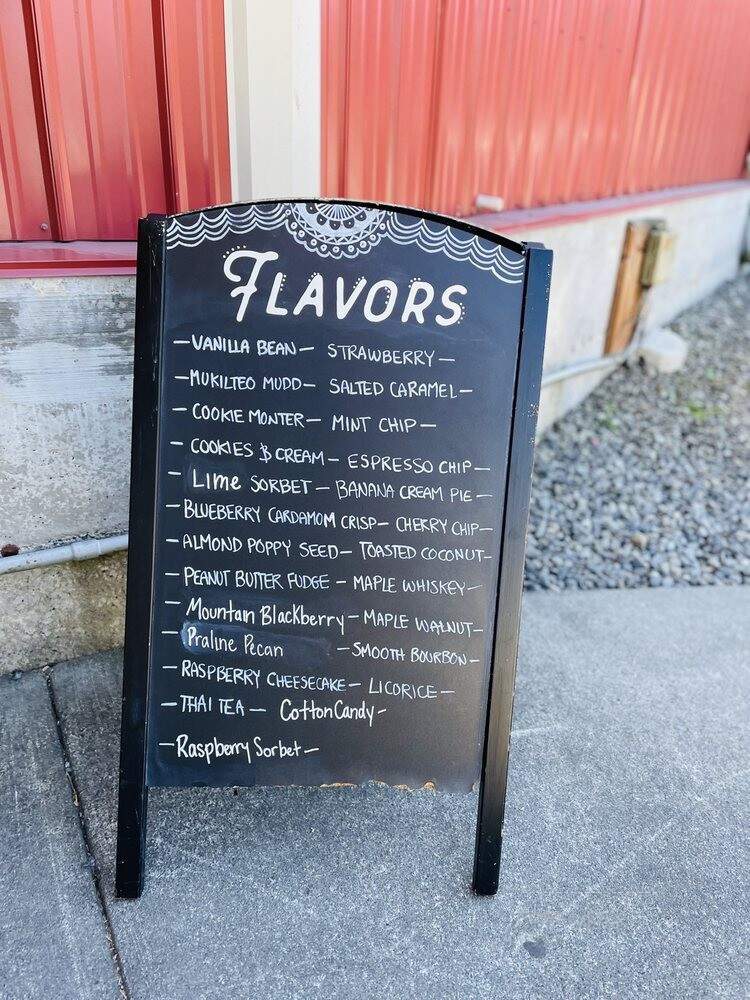 FLAVORS
-VANILLA BEAN- STRAWBERRY-
-MUKILTEO MUDD- SALTED CARAMEL-
-COOKIE MONTER- MINT CHIP-
-COOKIES & CREAM- ESPRESSO CHIP-
-Lime SORBET- BANANA CREAM PIE-
-BLUEBERRY CARDAMOM CRISP- CHERRY CHIP-
-ALMOND POPPY SEED- TOASTED COCONUT-
-PEANUT BUTTER FUDGE- MAPLE WHISKEY-
-Mountain Blackberry- MAPLE WALNUT-
-Praline Pecan -SMOOTH BOURBON-
-RASPBERRY CHEESECAKE- LICORICE-
-THAI TEA- Cotton Candy-
-Raspberry Sorbet-